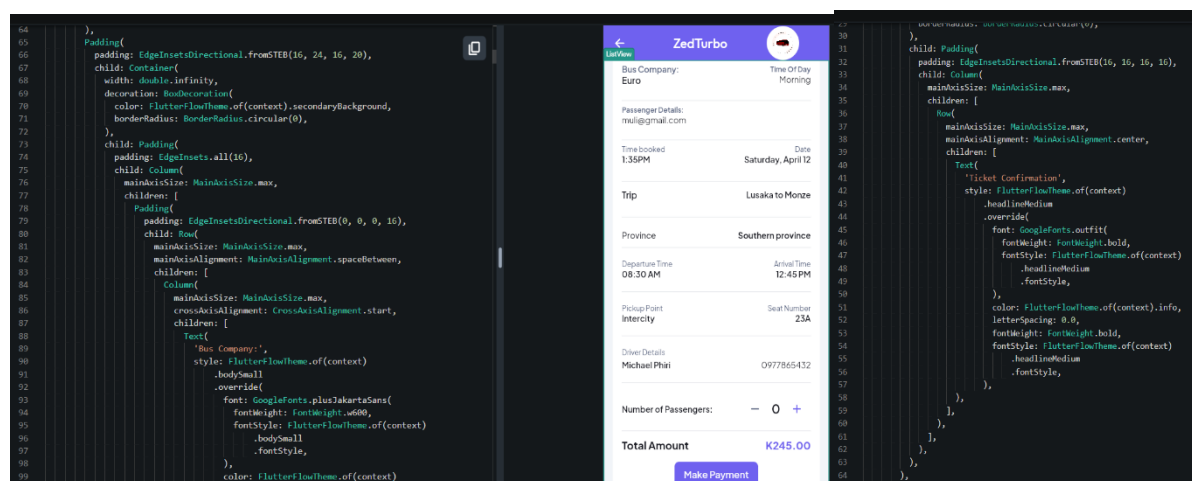 64 ),
65 Padding(
66 padding: EdgeInsetsDirectional.fromSTEB(16, 24, 16, 20),
67 child: Container(
68 width: double.infinity,
69 decoration: BoxDecoration(
70 color: FlutterFlowTheme.of(context).secondaryBackground,
71 borderRadius: BorderRadius.circular(0),
72 ),
73 child: Padding(
74 padding: EdgeInsets.all(16),
75 child: Column(
76 mainAxisSize: MainAxisSize.max,
77 children: [
78 Padding(
79 padding: EdgeInsetsDirectional.fromSTEB(0, 0, 0, 16),
80 child: Row(
81 mainAxisSize: MainAxisSize.max,
82 mainAxisAlignment: MainAxisAlignment.spaceBetween,
83 children: [
84 Column(
85 mainAxisSize: MainAxisSize.max,
86 crossAxisAlignment: CrossAxisAlignment.start,
87 children: [
88 Text(
89 'Bus Company:',
90 style: FlutterFlowTheme.of(context)
91 .bodySmall
92 .override(
93 font: GoogleFonts.plusJakartaSans(
94 fontWeight: FontWeight.w600,
95 fontStyle: FlutterFlowTheme.of(context)
96 .bodySmall
97 .fontStyle,
98 ),
99 color: FlutterFlowTheme.of(context)
ZedTurbo
ListView
Bus Company: Time Of Day
Euro Morning
Passenger Details:
muli@gmail.com
Time booked Date
1:35PM Saturday, April 12
Trip Lusaka to Monze
Province Southern province
Departure Time Arrival Time
08:30 AM 12:45 PM
Pickup Point Seat Number
Intercity 23A
Driver Details
Michael Phiri 0977865432
Number of Passengers: − 0 +
Total Amount K245.00
Make Payment
29 borderRadius: BorderRadius.circular(0),
30 ),
31 child: Padding(
32 padding: EdgeInsetsDirectional.fromSTEB(16, 16, 16, 16),
33 child: Column(
34 mainAxisSize: MainAxisSize.max,
35 children: [
36 Row(
37 mainAxisSize: MainAxisSize.max,
38 mainAxisAlignment: MainAxisAlignment.center,
39 children: [
40 Text(
41 'Ticket Confirmation',
42 style: FlutterFlowTheme.of(context)
43 .headlineMedium
44 .override(
45 font: GoogleFonts.outfit(
46 fontWeight: FontWeight.bold,
47 fontStyle: FlutterFlowTheme.of(context)
48 .headlineMedium
49 .fontStyle,
50 ),
51 color: FlutterFlowTheme.of(context).info,
52 letterSpacing: 0.0,
53 fontWeight: FontWeight.bold,
54 fontStyle: FlutterFlowTheme.of(context)
55 .headlineMedium
56 .fontStyle,
57 ),
58 ),
59 ],
60 ),
61 ],
62 ),
63 ),
64 ),